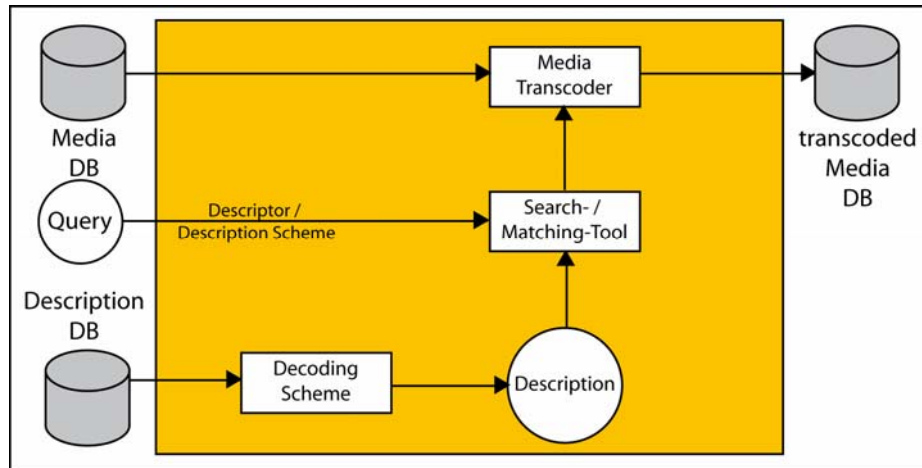 Media
DB
Media
Transcoder
transcoded
Media
DB
Query
Descriptor /
Description Scheme
Search- /
Matching-Tool
Description
DB
Decoding
Scheme
Description